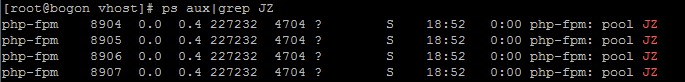 [root@bogon vhost]# ps aux|grep JZ
php-fpm   8904  0.0  0.4 227232  4704 ?        S    18:52   0:00 php-fpm: pool JZ
php-fpm   8905  0.0  0.4 227232  4704 ?        S    18:52   0:00 php-fpm: pool JZ
php-fpm   8906  0.0  0.4 227232  4704 ?        S    18:52   0:00 php-fpm: pool JZ
php-fpm   8907  0.0  0.4 227232  4704 ?        S    18:52   0:00 php-fpm: pool JZ